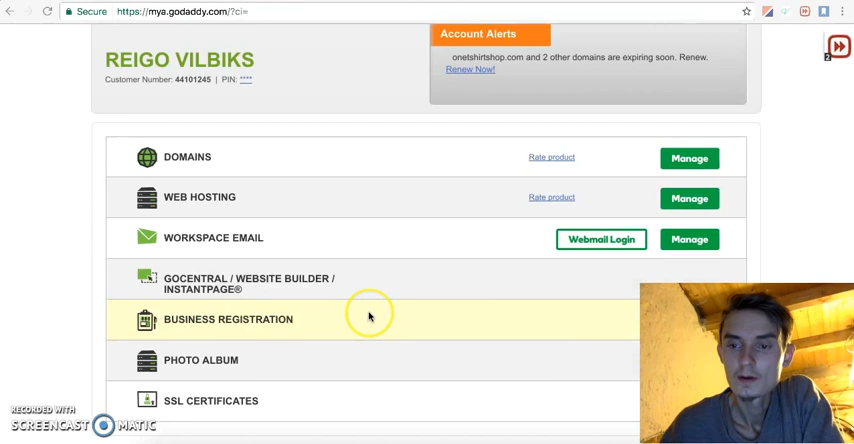 Secure
https://mya.godaddy.com/?ci=
REIGO VILBIKS
Customer Number: 44101245 | PIN: ****
Account Alerts
onetshirtshop.com and 2 other domains are expiring soon. Renew.
Renew Now!
2
DOMAINS
Rate product
Manage
WEB HOSTING
Rate product
Manage
WORKSPACE EMAIL
Webmail Login
Manage
GOCENTRAL / WEBSITE BUILDER /
INSTANTPAGE®
BUSINESS REGISTRATION
PHOTO ALBUM
SSL CERTIFICATES
RECORDED WITH
SCREENCAST MATIC